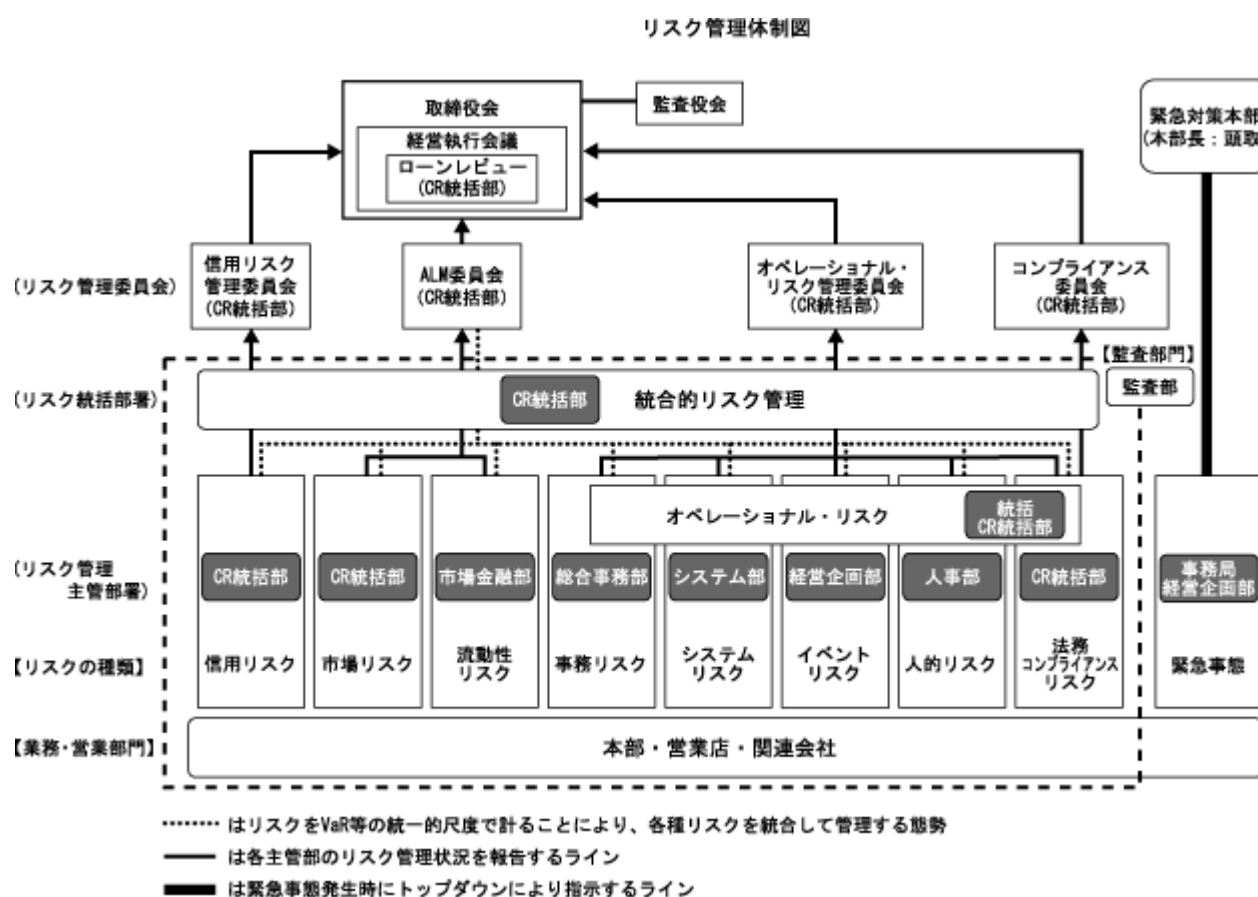 リスク管理体制図
取締役会
監査役会
緊急対策本部
(本部長：頭取
経営執行会議
ローンレビュー
(CR統括部)
(リスク管理委員会)
信用リスク
管理委員会
(CR統括部)
ALM委員会
(CR統括部)
オペレーショナル・
リスク管理委員会
(CR統括部)
コンプライアンス
委員会
(CR統括部)
【監査部門】
監査部
(リスク統括部署)
CR統括部
統合的リスク管理
オペレーショナル・リスク
統括
CR統括部
(リスク管理
主管部署)
CR統括部
CR統括部
市場金融部
総合事務部
システム部
経営企画部
人事部
CR統括部
事務局
経営企画部
【リスクの種類】
信用リスク
市場リスク
流動性
リスク
事務リスク
システム
リスク
イベント
リスク
人的リスク
法務
コンプライアンス
リスク
緊急事態
【業務・営業部門】
本部・営業店・関連会社
はリスクをVaR等の統一的尺度で計ることにより、各種リスクを統合して管理する態勢
は各主管部のリスク管理状況を報告するライン
は緊急事態発生時にトップダウンにより指示するライン